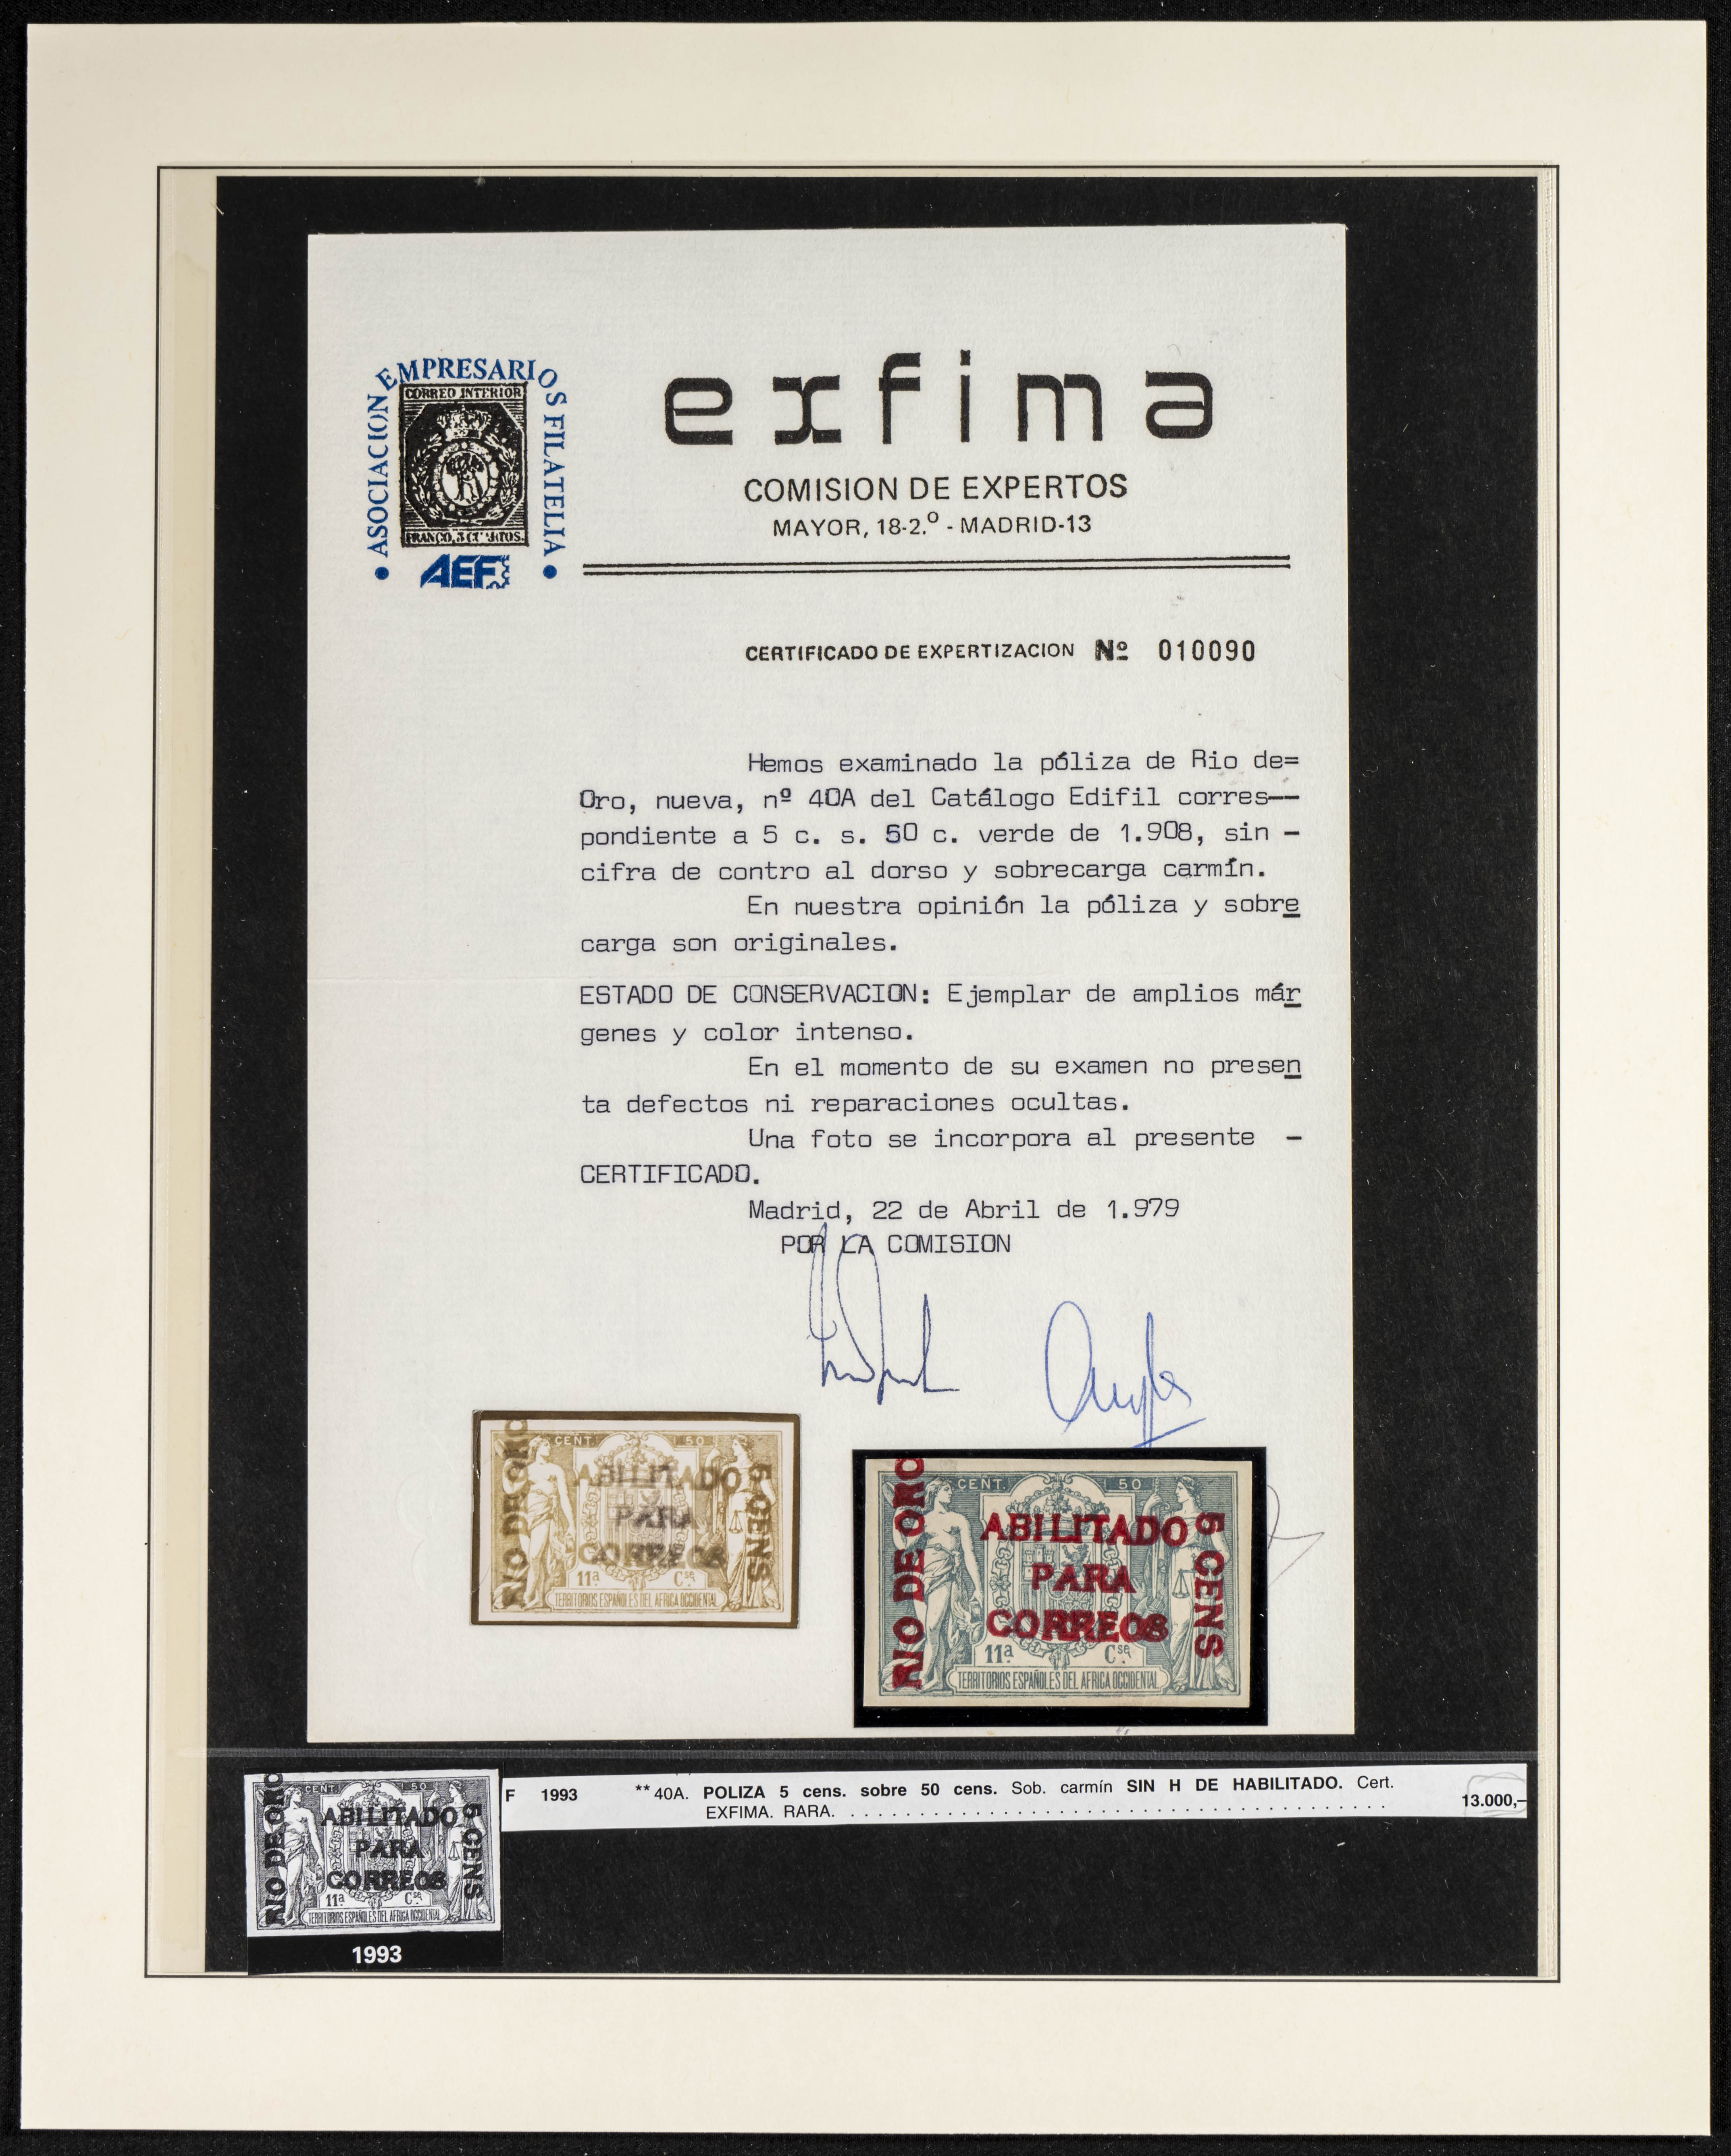 ASOCIACION EMPRESARIOS FILATELIA
CORREO INTERIOR
FRANCO, 3 CUARTOS.
AEF
exfima
COMISION DE EXPERTOS
MAYOR, 18-2.º - MADRID-13
CERTIFICADO DE EXPERTIZACION Nº 010090
Hemos examinado la póliza de Rio de=
Oro, nueva, nº 40A del Catálogo Edifil corres--
pondiente a 5 c. s. 50 c. verde de 1.908, sin -
cifra de contro al dorso y sobrecarga carmín.
En nuestra opinión la póliza y sobre
carga son originales.
ESTADO DE CONSERVACION: Ejemplar de amplios már
genes y color intenso.
En el momento de su examen no presen
ta defectos ni reparaciones ocultas.
Una foto se incorpora al presente -
CERTIFICADO.
Madrid, 22 de Abril de 1.979
POR LA COMISION
CENT. 50
RIO DE ORO
ABILITADO
PARA
CORREOS
5 CENS
11ª Cse
TERRITORIOS ESPAÑOLES DEL AFRICA OCCIDENTAL
CENT. 50
RIO DE ORO
ABILITADO
PARA
CORREOS
5 CENS
11ª Cse
TERRITORIOS ESPAÑOLES DEL AFRICA OCCIDENTAL
CENT. 50
RIO DE ORO
ABILITADO
PARA
CORREOS
5 CENS
11ª Cse
TERRITORIOS ESPAÑOLES DEL AFRICA OCCIDENTAL
1993
F 1993 **40A. POLIZA 5 cens. sobre 50 cens. Sob. carmín SIN H DE HABILITADO. Cert.
EXFIMA. RARA. . . . . . . . . . . . . . . . . . . . . . . . . . . . . . . . . . . . . . . . . 13.000,–